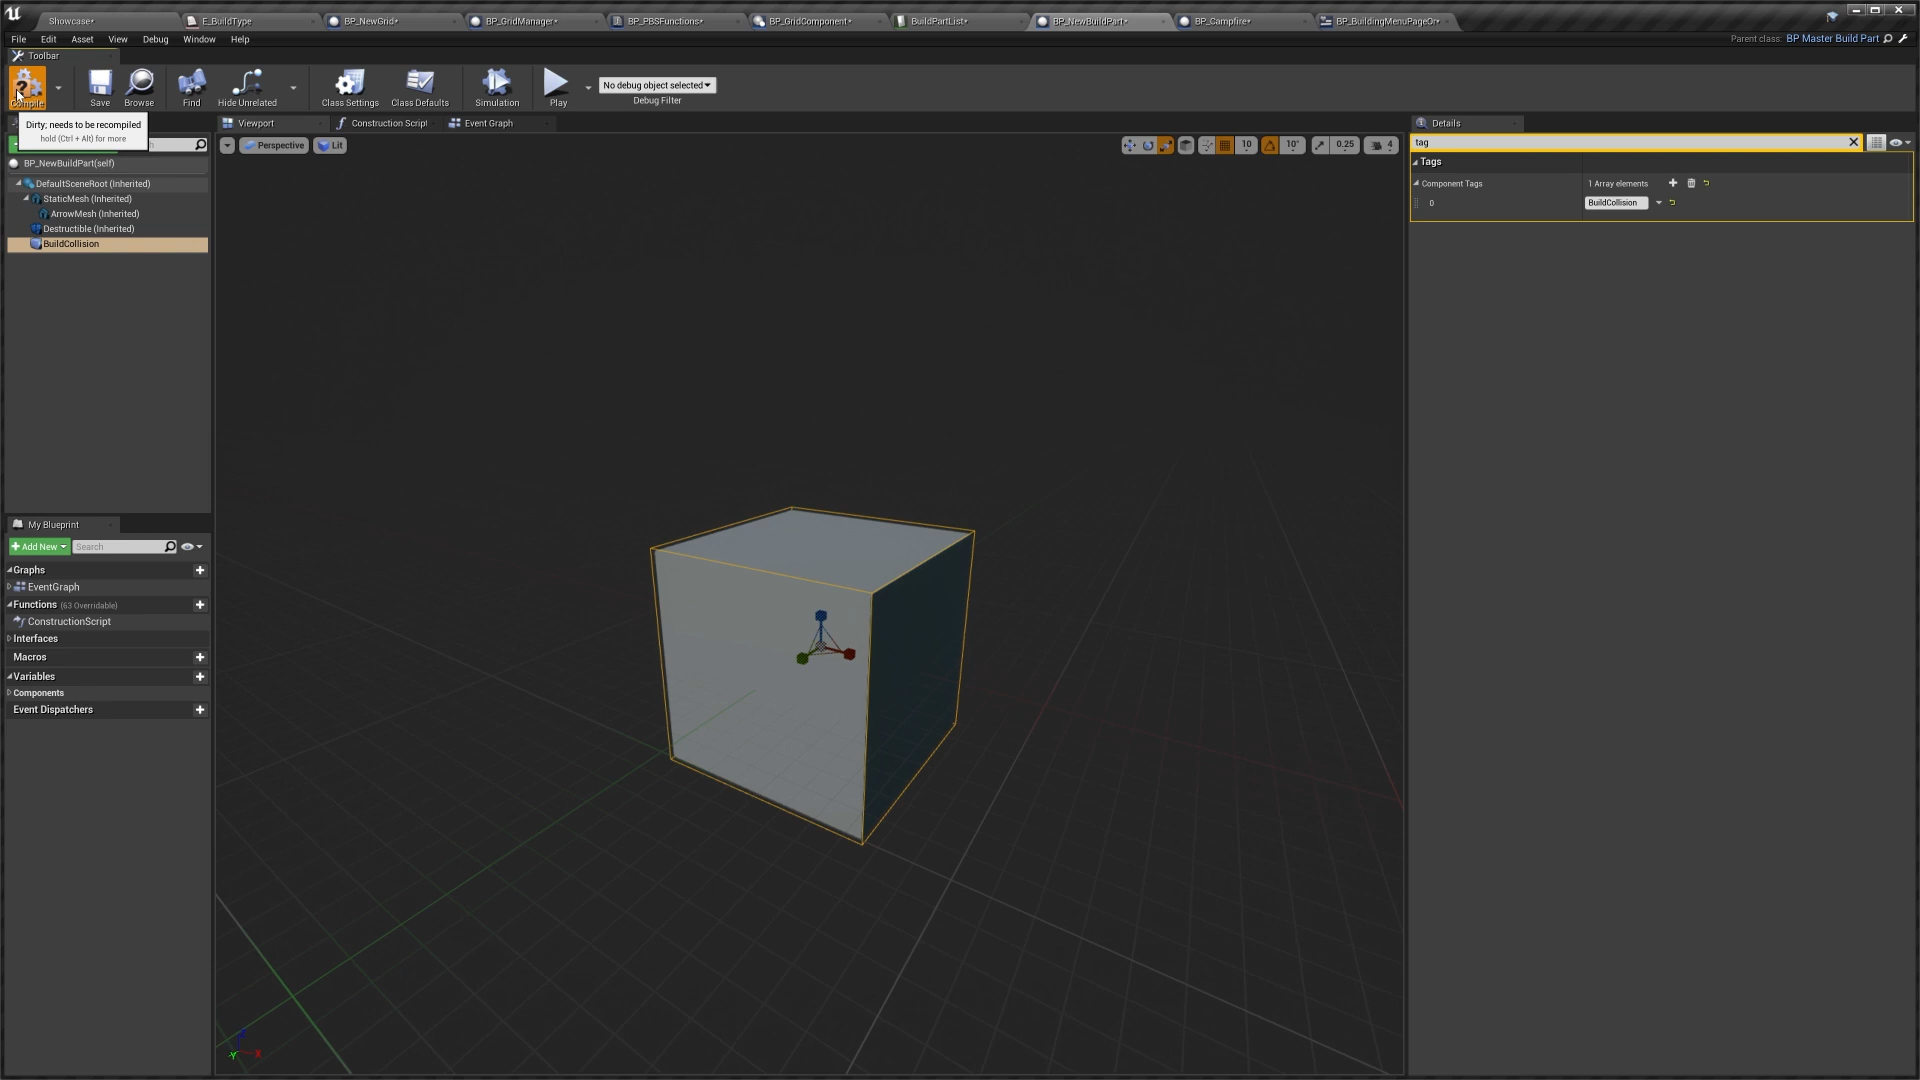 Showcase* E_BuildType BP_NewGrid* BP_GridManager* BP_PBSFunctions* BP_GridComponent* BuildPartList* BP_NewBuildPart* BP_Campfire* BP_BuildingMenuPageOr*
File Edit Asset View Debug Window Help
Parent class: BP Master Build Part
Toolbar
Compile Save Browse Find Hide Unrelated Class Settings Class Defaults Simulation Play
No debug object selected
Debug Filter
Dirty; needs to be recompiled
hold (Ctrl + Alt) for more
Viewport Construction Script Event Graph
Perspective Lit
10 10° 0.25 4
BP_NewBuildPart(self)
DefaultSceneRoot (Inherited)
StaticMesh (Inherited)
ArrowMesh (Inherited)
Destructible (Inherited)
BuildCollision
My Blueprint
Add New Search
Graphs
EventGraph
Functions (63 Overridable)
ConstructionScript
Interfaces
Macros
Variables
Components
Event Dispatchers
Y X
Details
tag
Tags
Component Tags 1 Array elements
0 BuildCollision